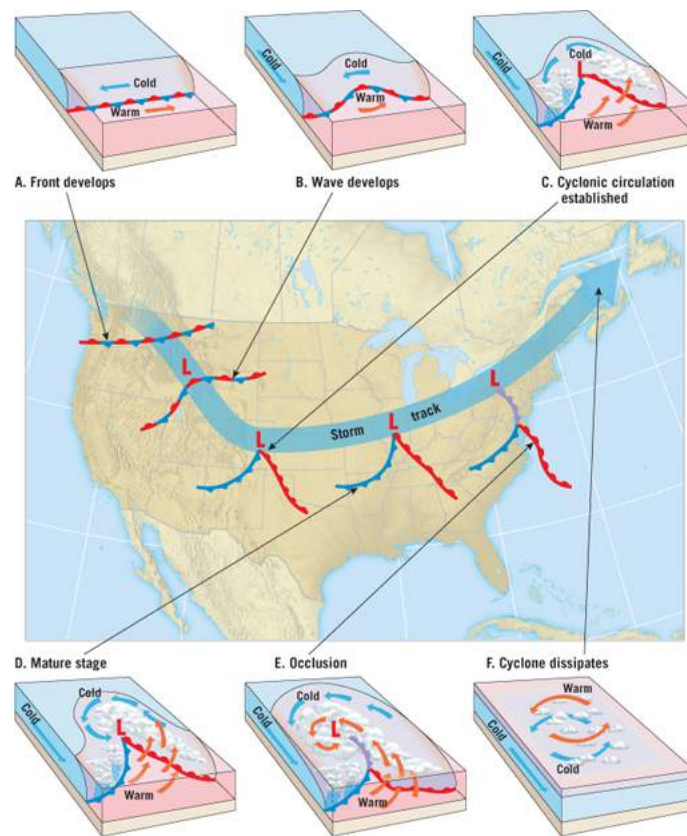 Cold
Warm
A. Front develops
Cold
Cold
Warm
B. Wave develops
Cold
Cold
L
Warm
C. Cyclonic circulation
established
L
L
L
L
Storm track
D. Mature stage
Cold
Cold
L
Warm
E. Occlusion
Cold
Cold
L
Warm
F. Cyclone dissipates
Warm
Cold
Cold